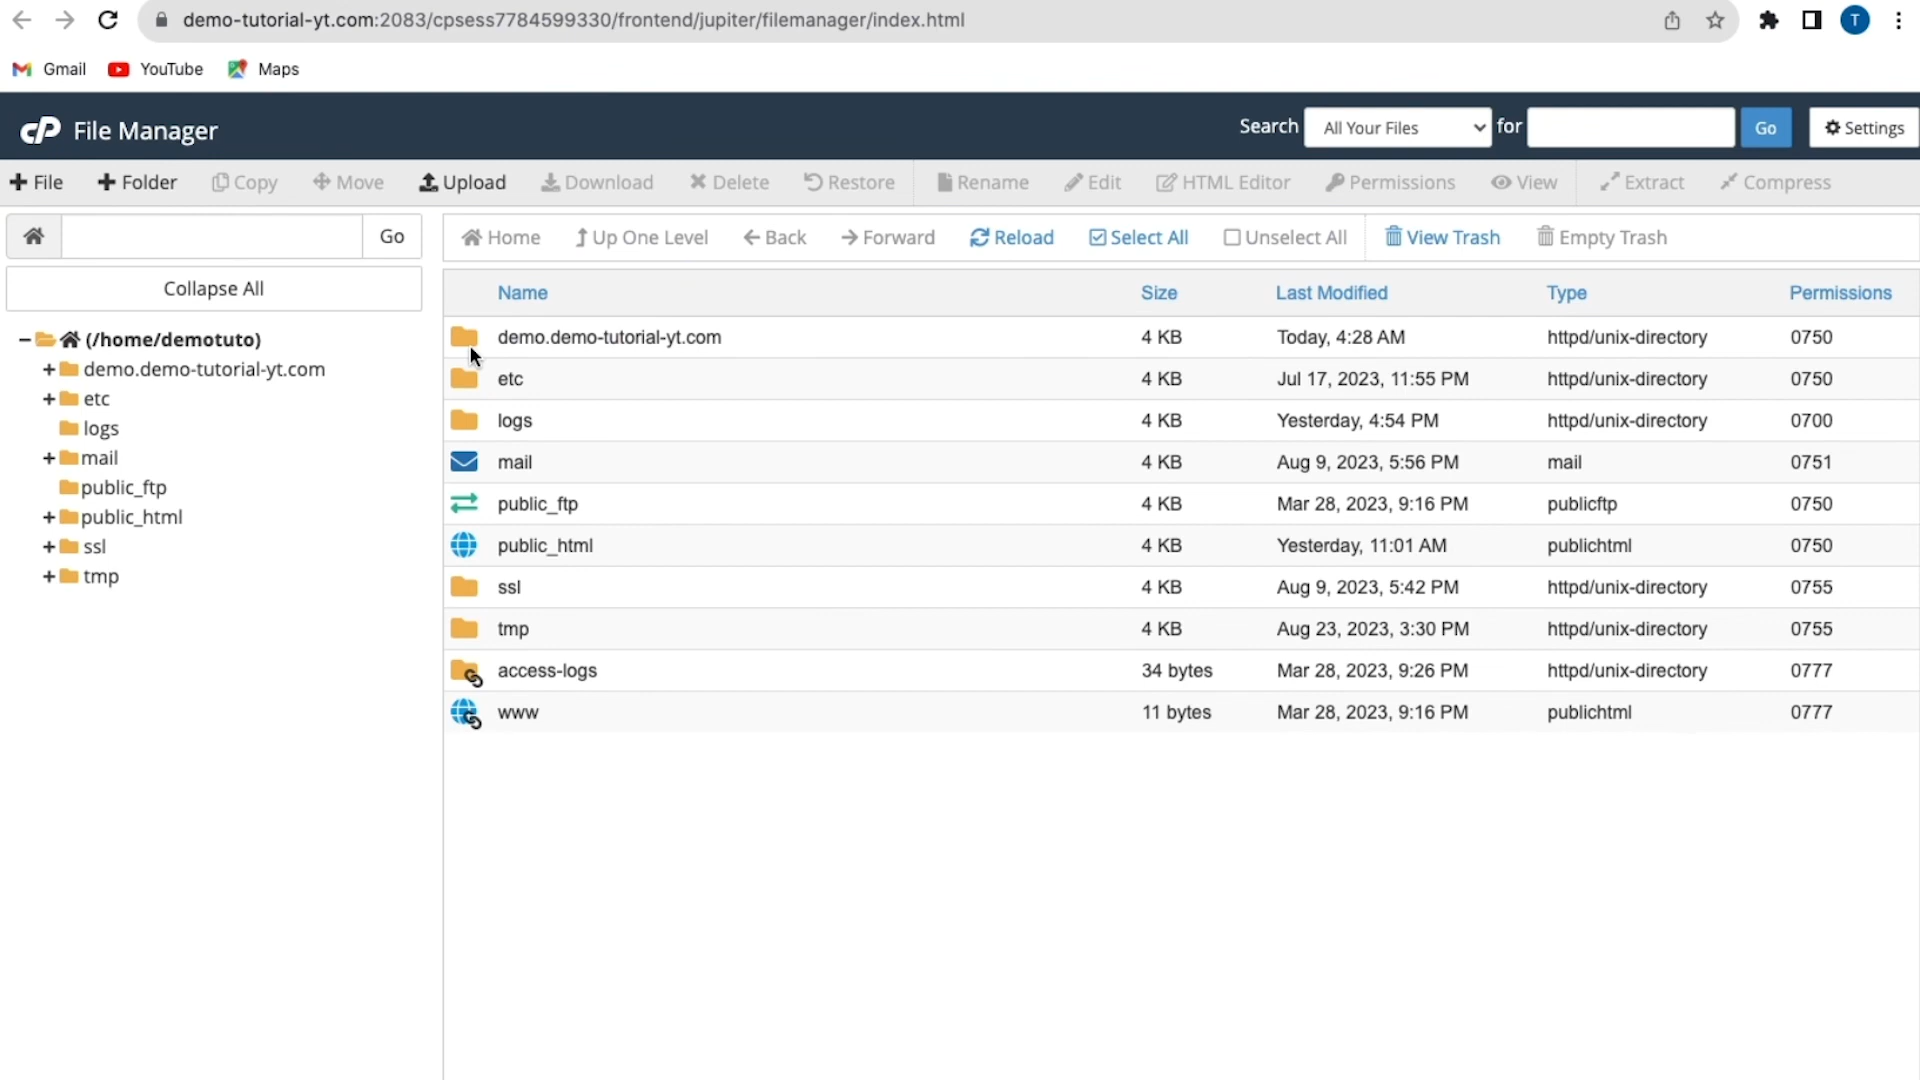 demo-tutorial-yt.com:2083/cpsess7784599330/frontend/jupiter/filemanager/index.html
T
Gmail YouTube Maps
cP File Manager Search All Your Files for Go Settings
File Folder Copy Move Upload Download Delete Restore Rename Edit HTML Editor Permissions View Extract Compress
Go Home Up One Level Back Forward Reload Select All Unselect All View Trash Empty Trash
Collapse All
(/home/demotuto)
demo.demo-tutorial-yt.com
etc
logs
mail
public_ftp
public_html
ssl
tmp
Name Size Last Modified Type Permissions
demo.demo-tutorial-yt.com 4 KB Today, 4:28 AM httpd/unix-directory 0750
etc 4 KB Jul 17, 2023, 11:55 PM httpd/unix-directory 0750
logs 4 KB Yesterday, 4:54 PM httpd/unix-directory 0700
mail 4 KB Aug 9, 2023, 5:56 PM mail 0751
public_ftp 4 KB Mar 28, 2023, 9:16 PM publicftp 0750
public_html 4 KB Yesterday, 11:01 AM publichtml 0750
ssl 4 KB Aug 9, 2023, 5:42 PM httpd/unix-directory 0755
tmp 4 KB Aug 23, 2023, 3:30 PM httpd/unix-directory 0755
access-logs 34 bytes Mar 28, 2023, 9:26 PM httpd/unix-directory 0777
www 11 bytes Mar 28, 2023, 9:16 PM publichtml 0777